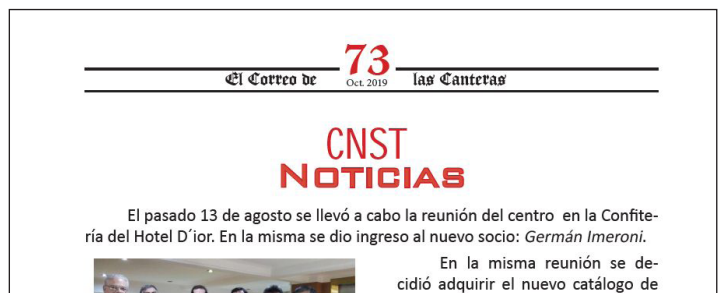 73
El Correo de Oct. 2019 las Canteras
CNST
NOTICIAS
El pasado 13 de agosto se llevó a cabo la reunión del centro en la Confite-
ría del Hotel D´ior. En la misma se dio ingreso al nuevo socio: Germán Imeroni.
En la misma reunión se de-
cidió adquirir el nuevo catálogo de